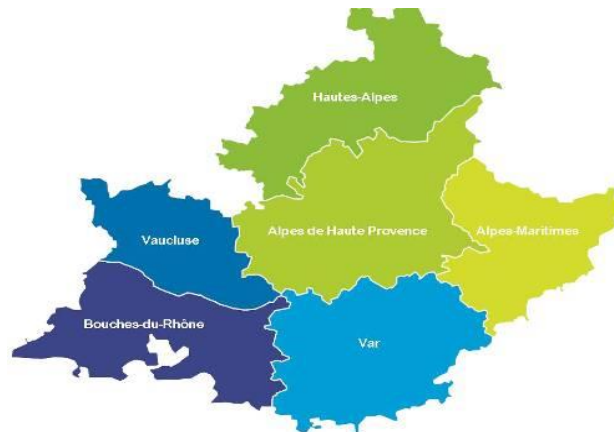 Hautes-Alpes
Alpes de Haute Provence
Alpes-Maritimes
Vaucluse
Bouches-du-Rhône
Var